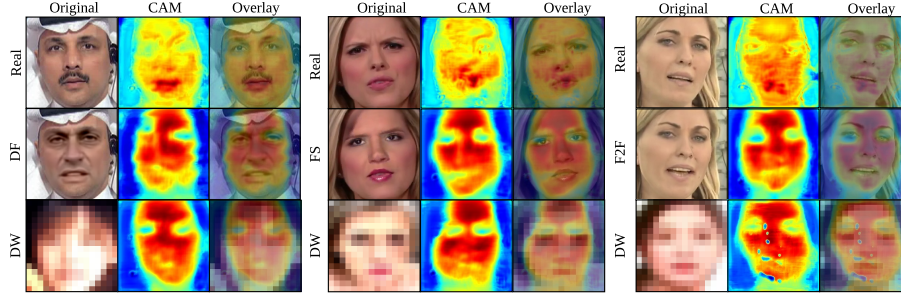 Original CAM Overlay Original CAM Overlay Original CAM Overlay
Real Real Real
DF FS F2F
DW DW DW